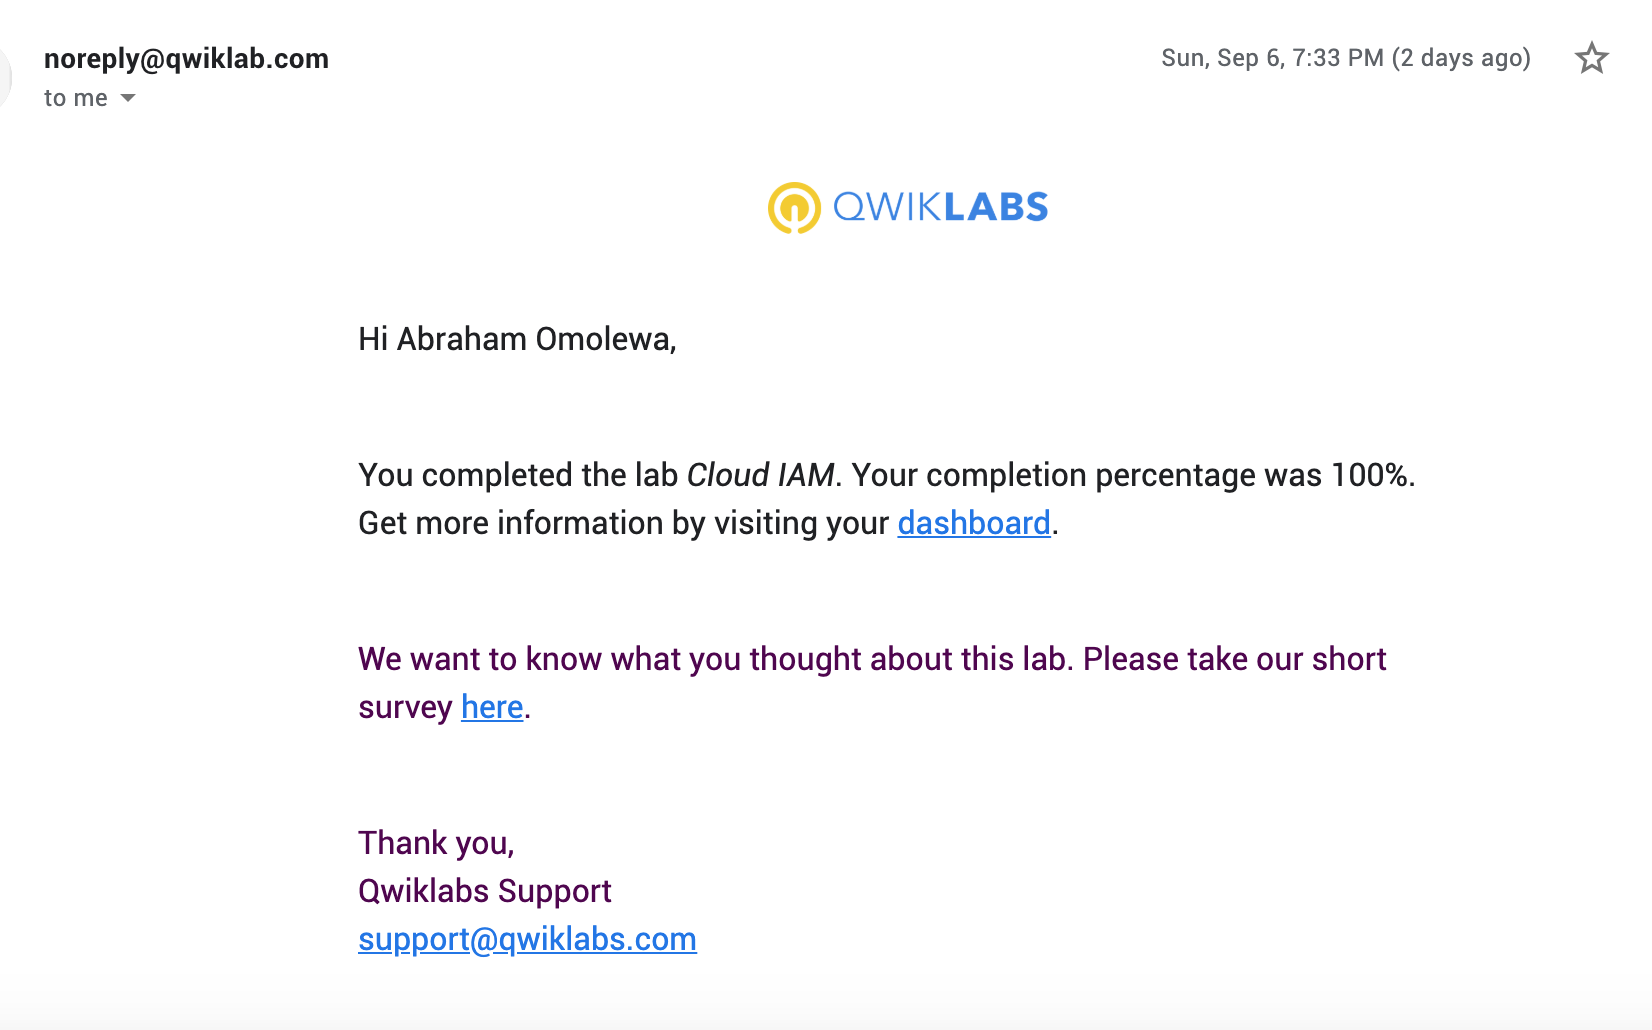 noreply@qwiklab.com
Sun, Sep 6, 7:33 PM (2 days ago)
to me
QWIKLABS
Hi Abraham Omolewa,
You completed the lab Cloud IAM. Your completion percentage was 100%.
Get more information by visiting your dashboard.
We want to know what you thought about this lab. Please take our short
survey here.
Thank you,
Qwiklabs Support
support@qwiklabs.com